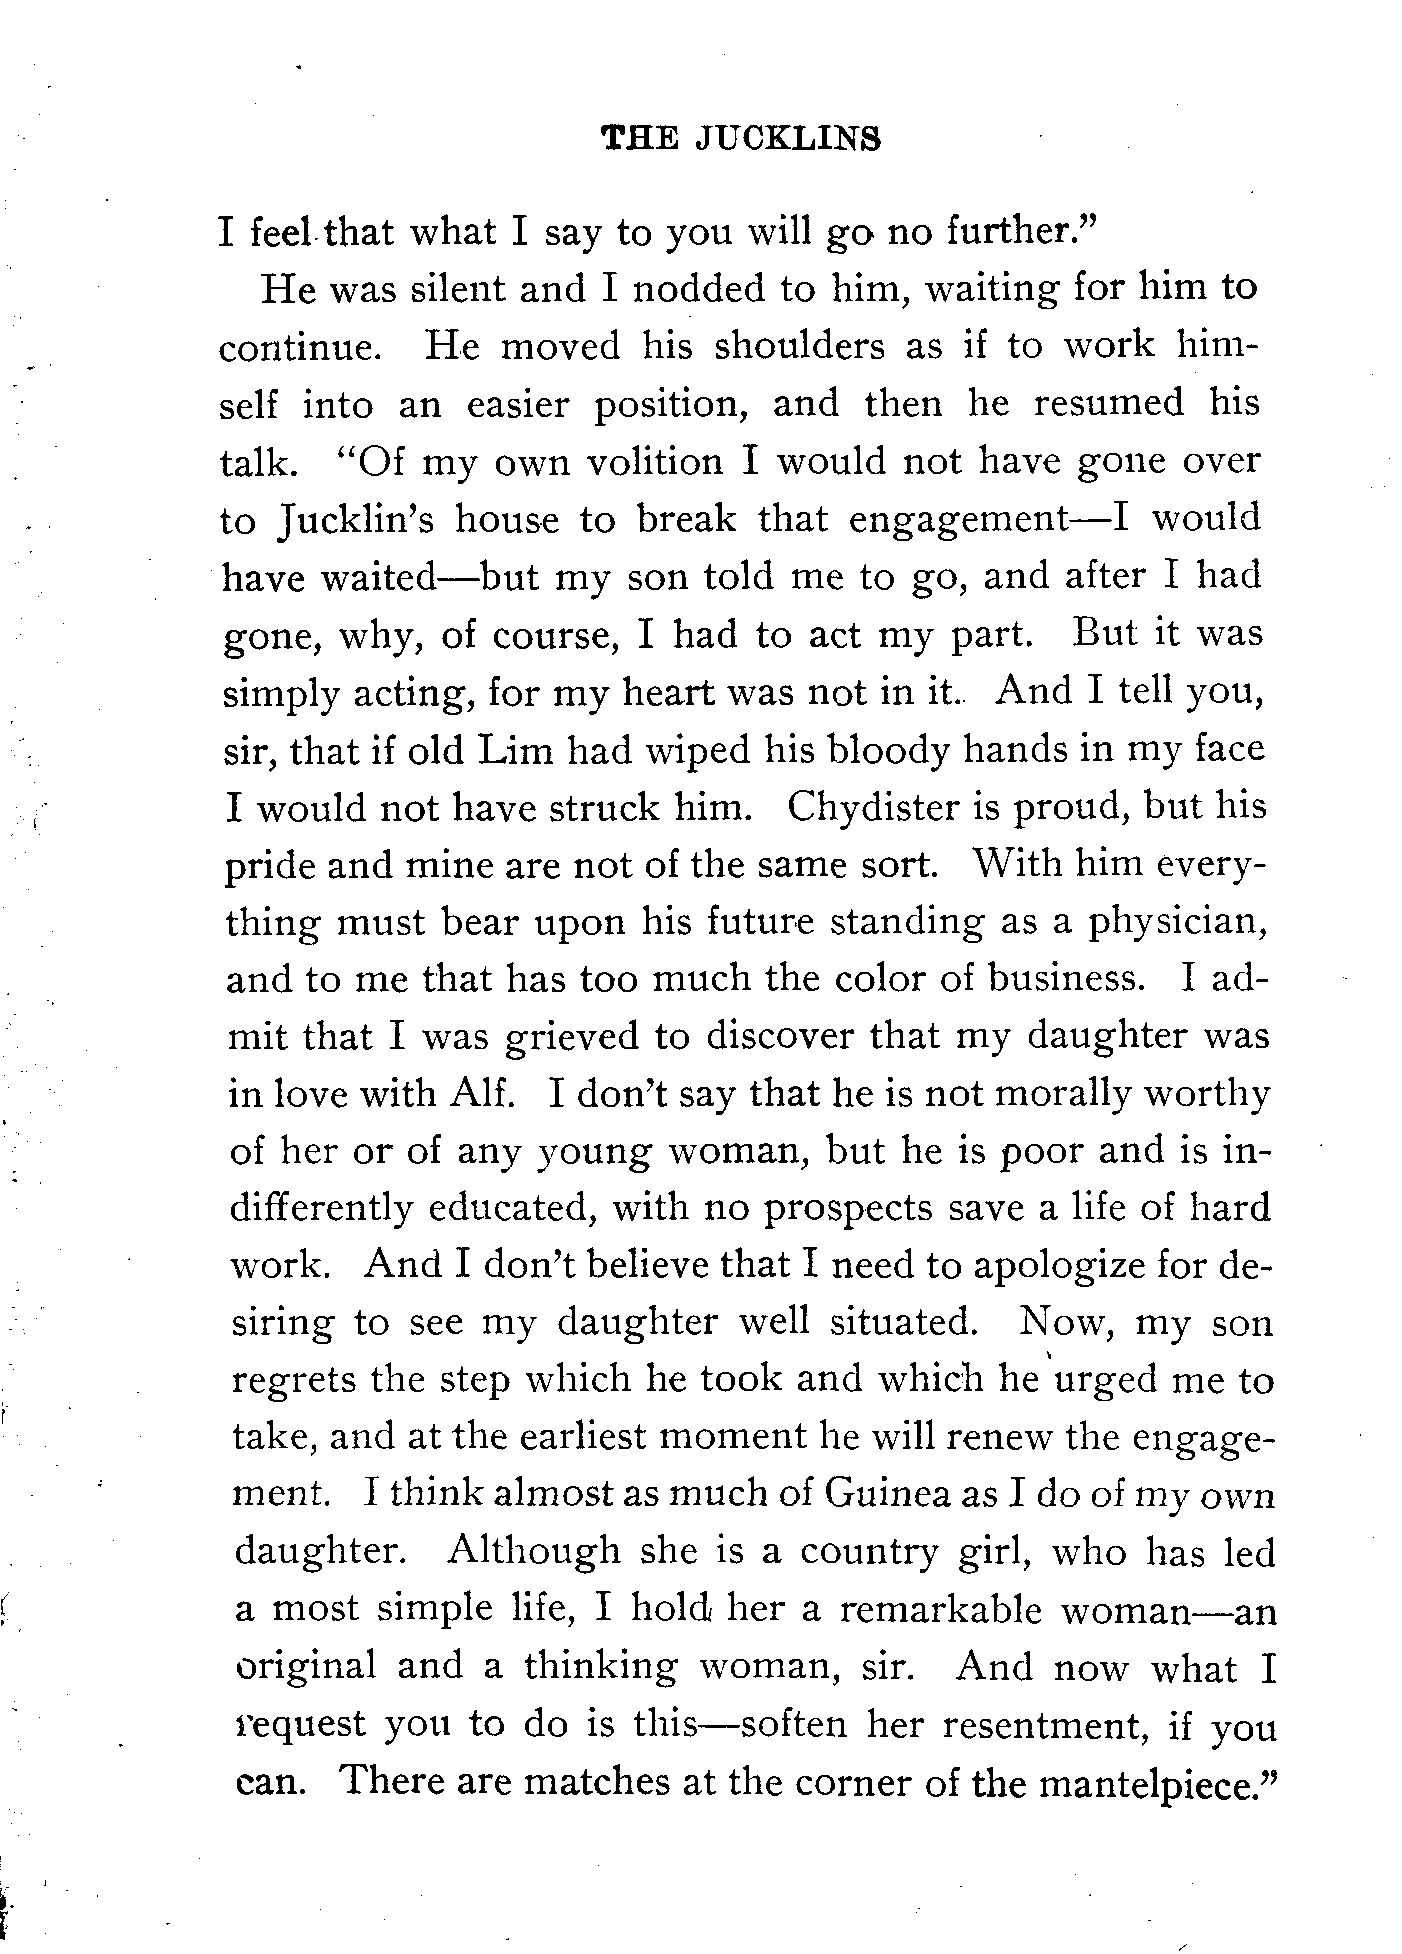 THE JUCKLINS
I feel that what I say to you will go no further.”
He was silent and I nodded to him, waiting for him to
continue. He moved his shoulders as if to work him-
self into an easier position, and then he resumed his
talk. “Of my own volition I would not have gone over
to Jucklin’s house to break that engagement—I would
have waited—but my son told me to go, and after I had
gone, why, of course, I had to act my part. But it was
simply acting, for my heart was not in it. And I tell you,
sir, that if old Lim had wiped his bloody hands in my face
I would not have struck him. Chydister is proud, but his
pride and mine are not of the same sort. With him every-
thing must bear upon his future standing as a physician,
and to me that has too much the color of business. I ad-
mit that I was grieved to discover that my daughter was
in love with Alf. I don’t say that he is not morally worthy
of her or of any young woman, but he is poor and is in-
differently educated, with no prospects save a life of hard
work. And I don’t believe that I need to apologize for de-
siring to see my daughter well situated. Now, my son
regrets the step which he took and which he urged me to
take, and at the earliest moment he will renew the engage-
ment. I think almost as much of Guinea as I do of my own
daughter. Although she is a country girl, who has led
a most simple life, I hold her a remarkable woman—an
original and a thinking woman, sir. And now what I
request you to do is this—soften her resentment, if you
can. There are matches at the corner of the mantelpiece.”